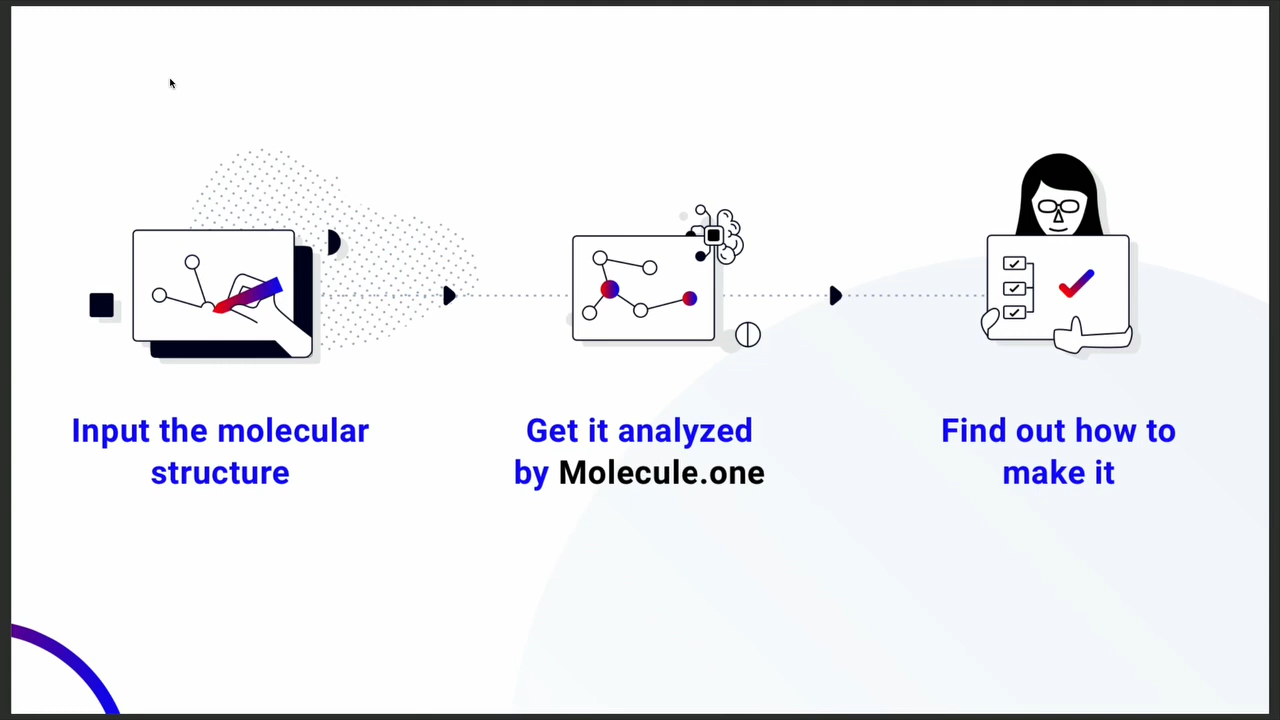 Input the molecular
structure
Get it analyzed
by Molecule.one
Find out how to
make it